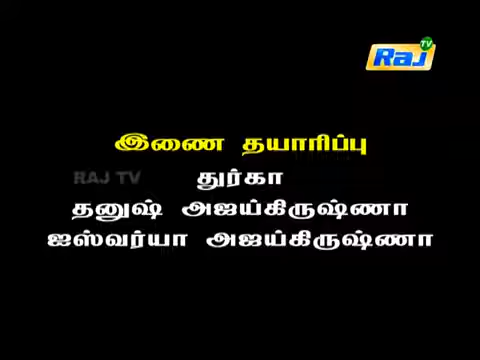 Raj TV
இணை தயாரிப்பு
RAJ TV துர்கா
தனுஷ் அஜய்கிருஷ்ணா
ஐஸ்வர்யா அஜய்கிருஷ்ணா